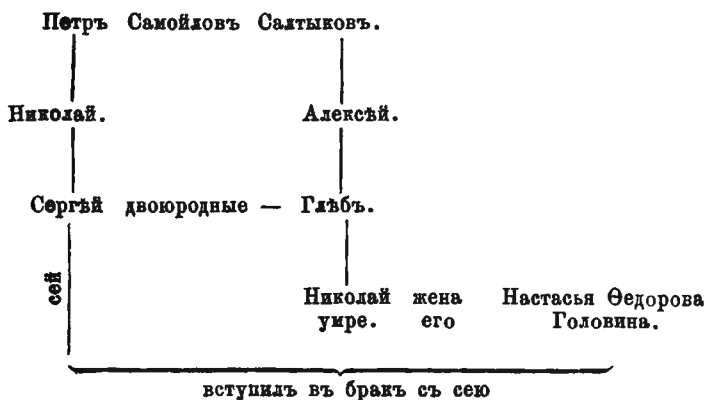 Петръ Самойловъ Салтыковъ.
Николай. Алексѣй.
Сергѣй двоюродные — Глѣбъ.
сей
Николай жена Настасья Ѳедорова
умре. его Головина.
вступилъ въ бракъ съ сею